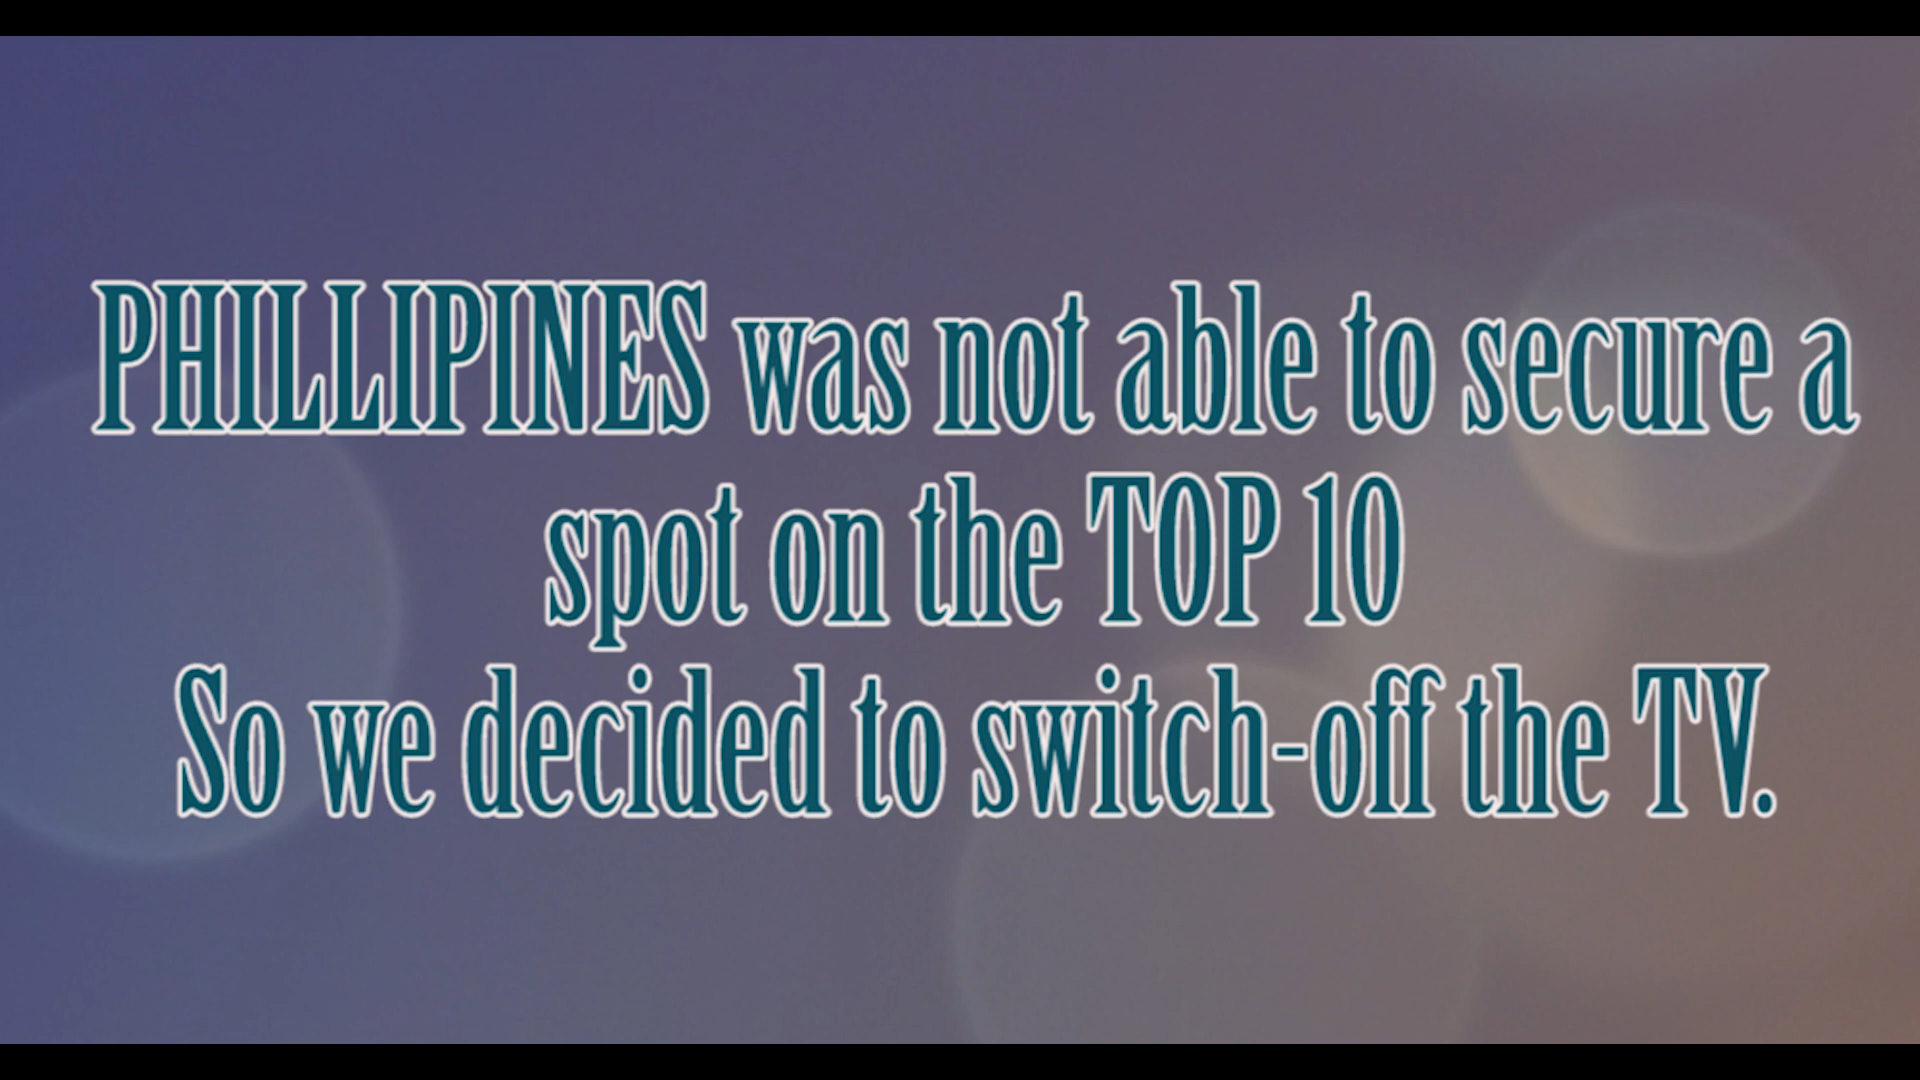 PHILLIPINES was not able to secure a
spot on the TOP 10
So we decided to switch-off the TV.